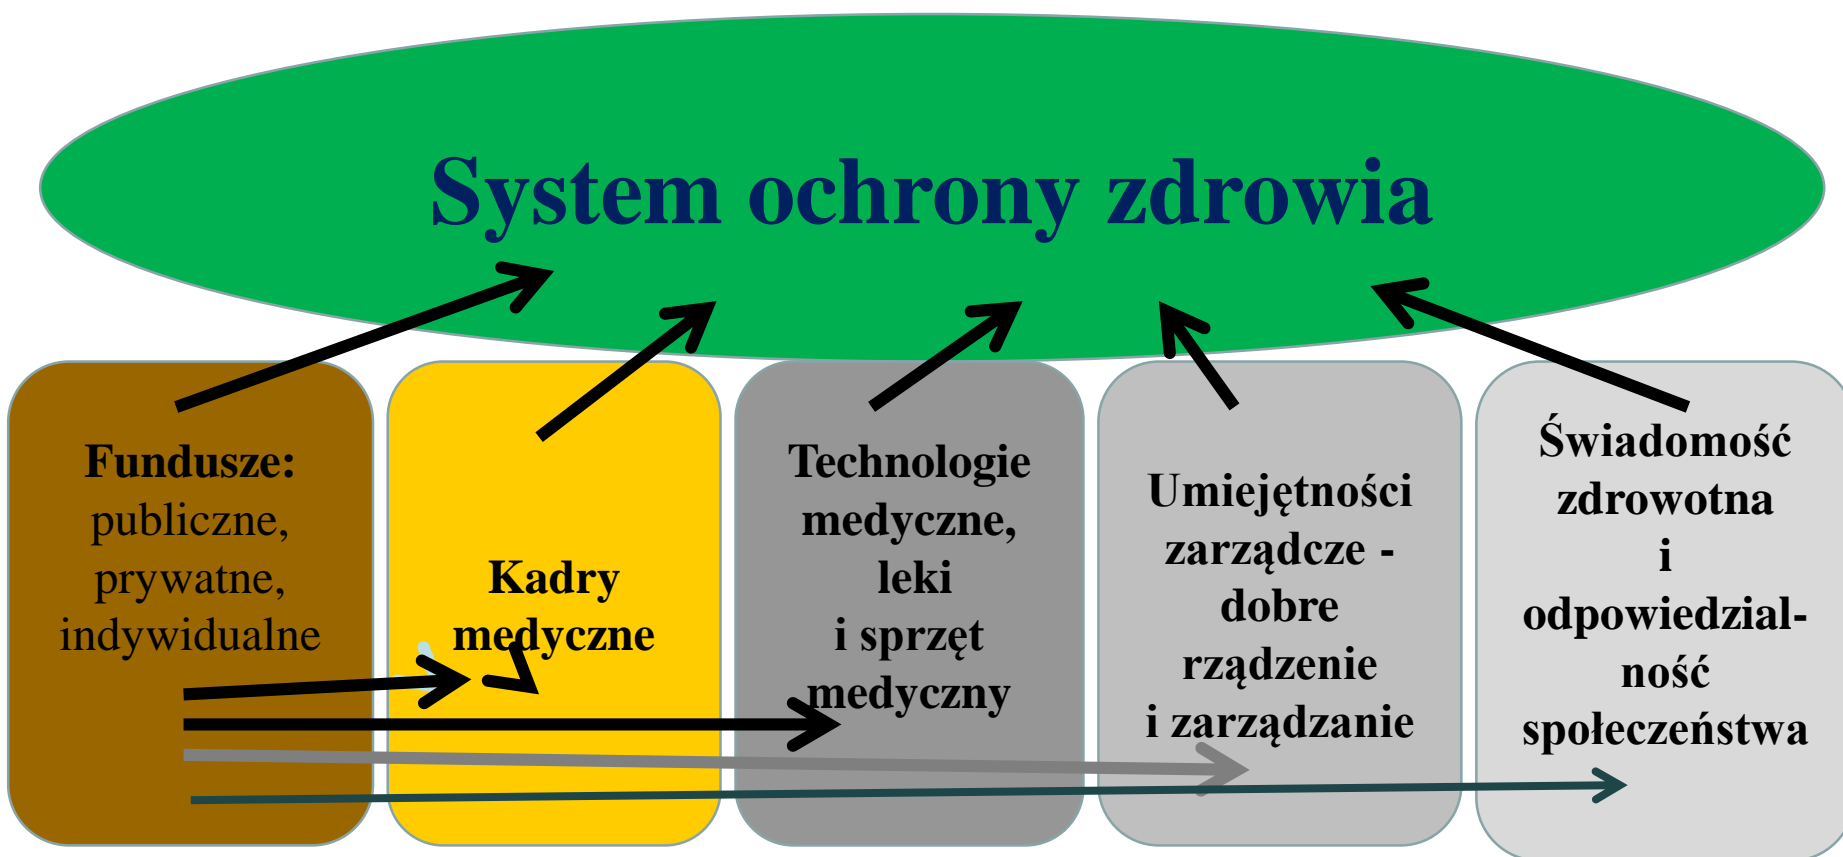 System ochrony zdrowia
Fundusze:
publiczne,
prywatne,
indywidualne
Kadry
medyczne
Technologie
medyczne,
leki
i sprzęt
medyczny
Umiejętności
zarządcze -
dobre
rządzenie
i zarządzanie
Świadomość
zdrowotna
i
odpowiedzial-
ność
społeczeństwa